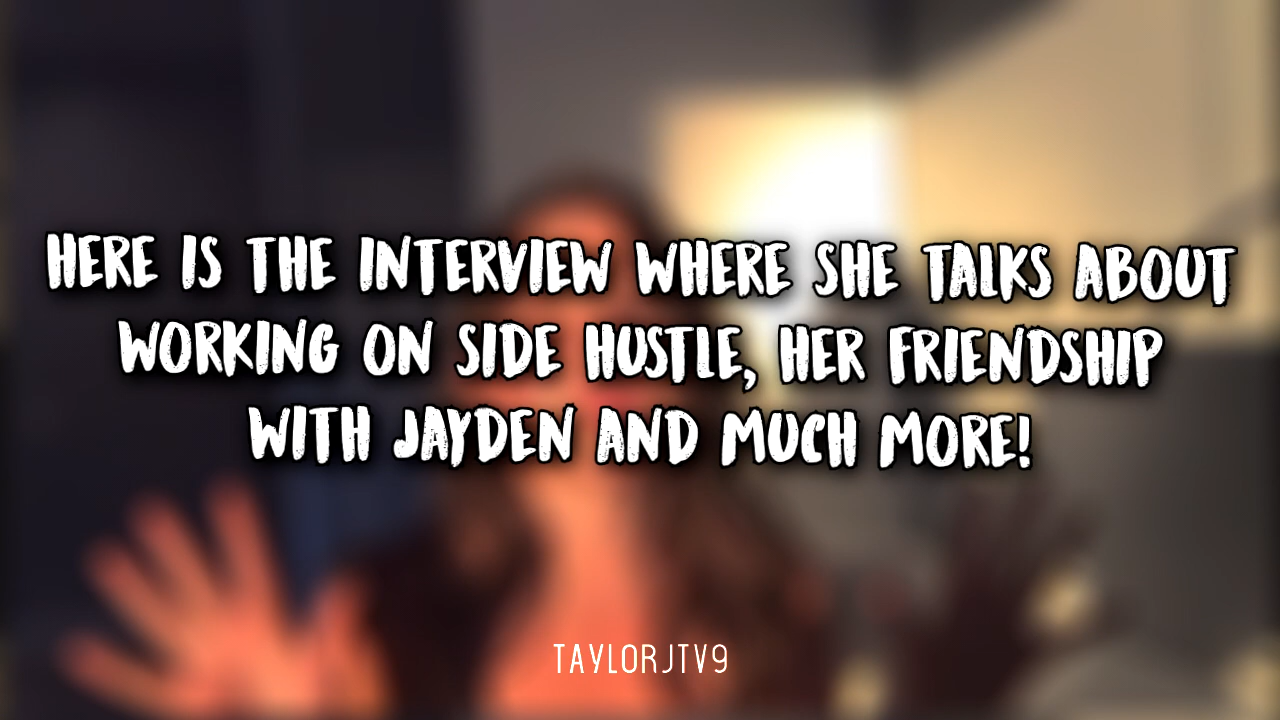 HERE IS THE INTERVIEW WHERE SHE TALKS ABOUT
WORKING ON SIDE HUSTLE, HER FRIENDSHIP
WITH JAYDEN AND MUCH MORE!
TAYLORJTV9